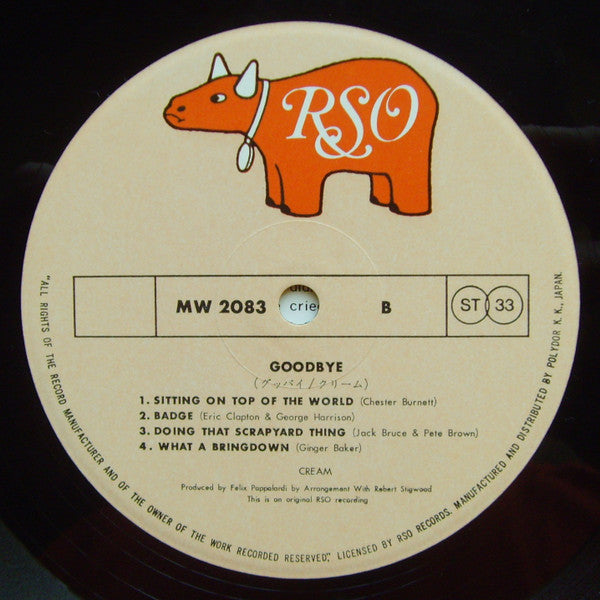 RSO
MW 2083
crie
B
ST 33
GOODBYE
(グッバイ/クリーム)
1. SITTING ON TOP OF THE WORLD (Chester Burnett)
2. BADGE (Eric Clapton & George Harrison)
3. DOING THAT SCRAPYARD THING (Jack Bruce & Pete Brown)
4. WHAT A BRINGDOWN (Ginger Baker)
CREAM
Produced by Felix Pappalardi by Arrangement With Robert Stigwood
This is an original RSO recording
"ALL RIGHTS OF THE RECORD MANUFACTURER AND OF THE OWNER OF THE WORK RECORDED RESERVED." LICENSED BY RSO RECORDS. MANUFACTURED AND DISTRIBUTED BY POLYDOR K. K., JAPAN.